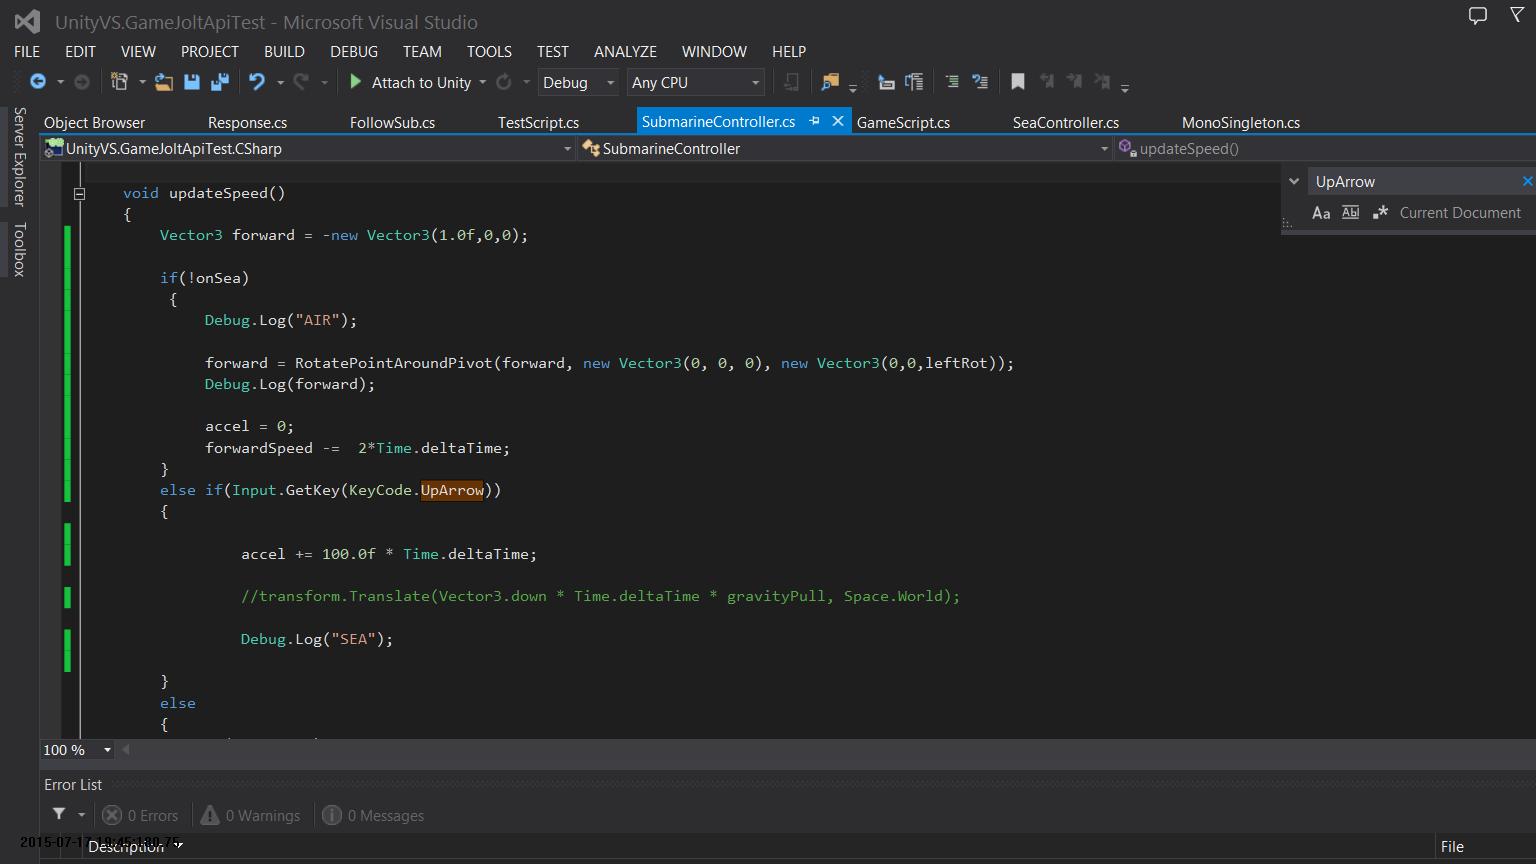 UnityVS.GameJoltApiTest - Microsoft Visual Studio
FILE EDIT VIEW PROJECT BUILD DEBUG TEAM TOOLS TEST ANALYZE WINDOW HELP
Attach to Unity Debug Any CPU
Server Explorer
Toolbox
Object Browser Response.cs FollowSub.cs TestScript.cs SubmarineController.cs GameScript.cs SeaController.cs MonoSingleton.cs
UnityVS.GameJoltApiTest.CSharp SubmarineController updateSpeed()
UpArrow
Aa Abl .* Current Document
void updateSpeed()
{
Vector3 forward = -new Vector3(1.0f,0,0);
if(!onSea)
{
Debug.Log("AIR");
forward = RotatePointAroundPivot(forward, new Vector3(0, 0, 0), new Vector3(0,0,leftRot));
Debug.Log(forward);
accel = 0;
forwardSpeed -= 2*Time.deltaTime;
}
else if(Input.GetKey(KeyCode.UpArrow))
{
accel += 100.0f * Time.deltaTime;
//transform.Translate(Vector3.down * Time.deltaTime * gravityPull, Space.World);
Debug.Log("SEA");
}
else
{
100 %
Error List
0 Errors 0 Warnings 0 Messages
Description File